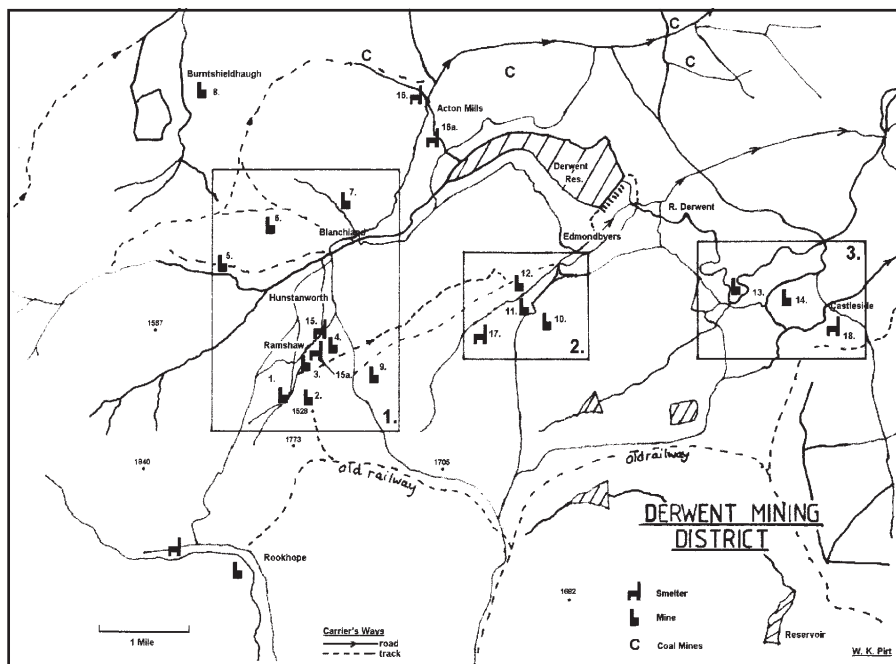 C
C
C
C
Burntshieldhaugh
8.
16.
Acton Mills
16a.
Derwent
Res.
R. Derwent
7.
6.
Blanchland
5.
Edmondbyers
3.
12.
13.
14.
Hunstanworth
Castleside
11.
10.
1587
15.
4.
17.
18.
Ramshaw
2.
3.
15a.
9.
1.
2.
1.
1528
1773
1840
1705
old railway
old railway
DERWENT MINING
DISTRICT
Rookhope
Smelter
1682
Mine
C Coal Mines
1 Mile
Carrier's Ways
road
track
Reservoir
W. K. Pirt